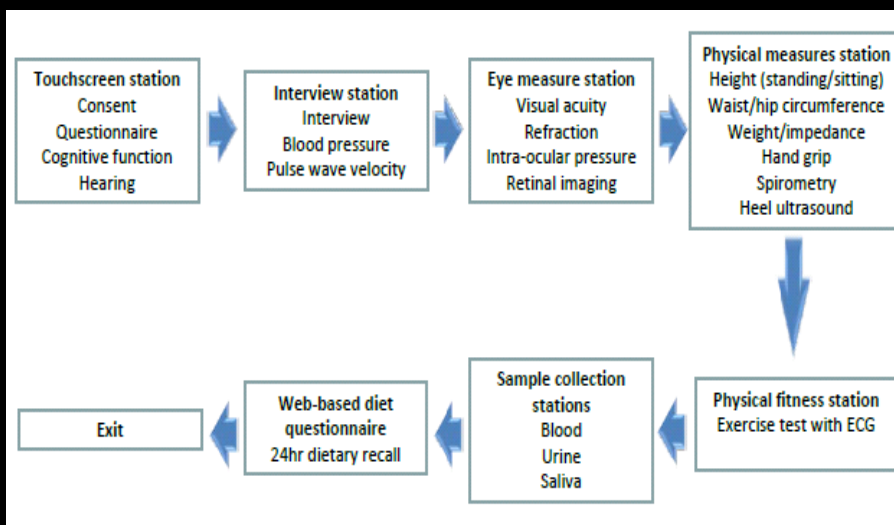 Touchscreen station
Consent
Questionnaire
Cognitive function
Hearing
Interview station
Interview
Blood pressure
Pulse wave velocity
Eye measure station
Visual acuity
Refraction
Intra-ocular pressure
Retinal imaging
Physical measures station
Height (standing/sitting)
Waist/hip circumference
Weight/impedance
Hand grip
Spirometry
Heel ultrasound
Physical fitness station
Exercise test with ECG
Sample collection
stations
Blood
Urine
Saliva
Web-based diet
questionnaire
24hr dietary recall
Exit